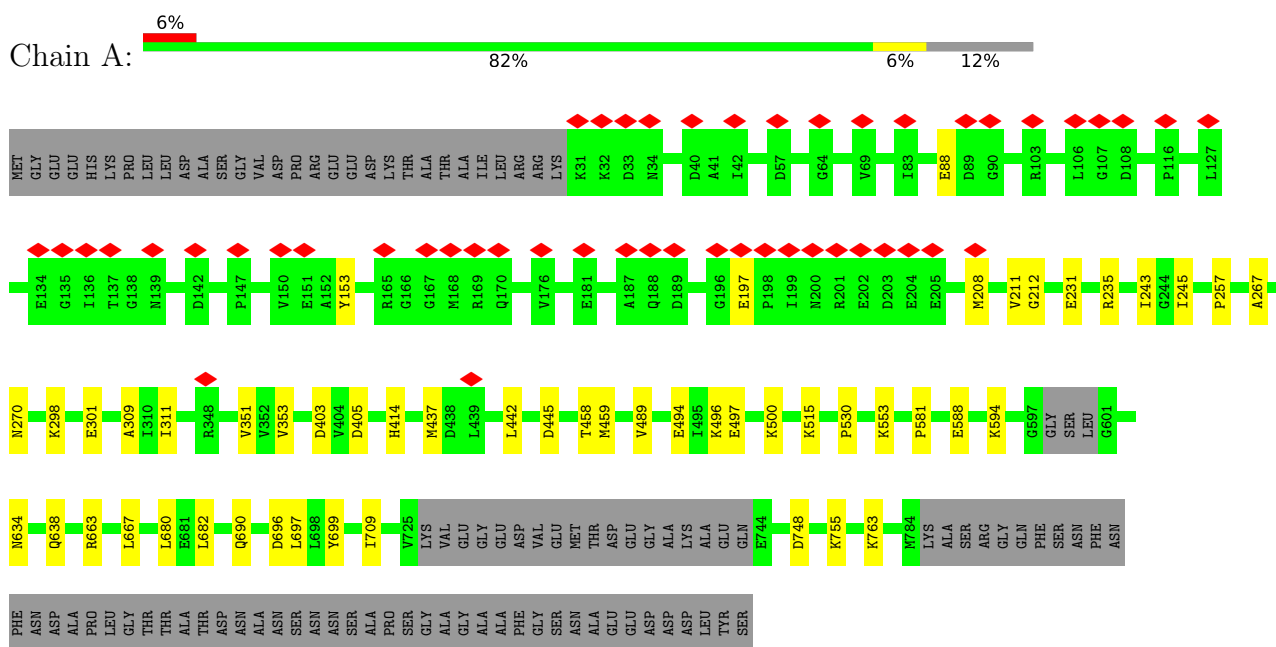 6%
Chain A:
82% 6% 12%
MET GLY GLU GLU HIS LYS PRO LEU LEU ASP ALA SER GLY VAL ASP PRO ARG GLU GLU ASP LYS THR ALA THR ALA ILE LEU ARG ARG LYS K31 K32 D33 N34 D40 A41 I42 D57 G64 V69 I83 E88 D89 G90 R103 L106 G107 D108 P116 L127
E134 G135 I136 T137 G138 N139 D142 P147 V150 E151 A152 Y153 R165 G166 G167 M168 R169 Q170 V176 E181 A187 Q188 D189 G196 E197 P198 I199 N200 R201 E202 D203 E204 E205 M208 V211 G212 E231 R235 I243 G244 I245 P257 A267
N270 K298 E301 A309 I310 I311 R348 V351 V352 V353 D403 V404 D405 H414 M437 D438 L439 L442 D445 T458 M459 V489 E494 I495 K496 E497 K500 K515 P530 K553 P581 E588 K594 G597 GLY SER LEU G601
N634 Q638 R663 L667 L680 E681 L682 Q690 D696 L697 L698 Y699 I709 V725 LYS VAL GLU GLY GLU ASP VAL GLU MET THR ASP GLU GLY ALA LYS ALA GLU GLN E744 D748 K755 K763 M784 LYS ALA SER ARG GLY GLN PHE SER ASN PHE ASN
PHE ASN ASP ALA PRO LEU GLY THR THR ALA THR ASP ASN ALA ASN SER ASN ASN SER ALA PRO SER GLY ALA GLY ALA ALA PHE GLY SER ASN ALA GLU GLU ASP ASP ASP LEU TYR SER